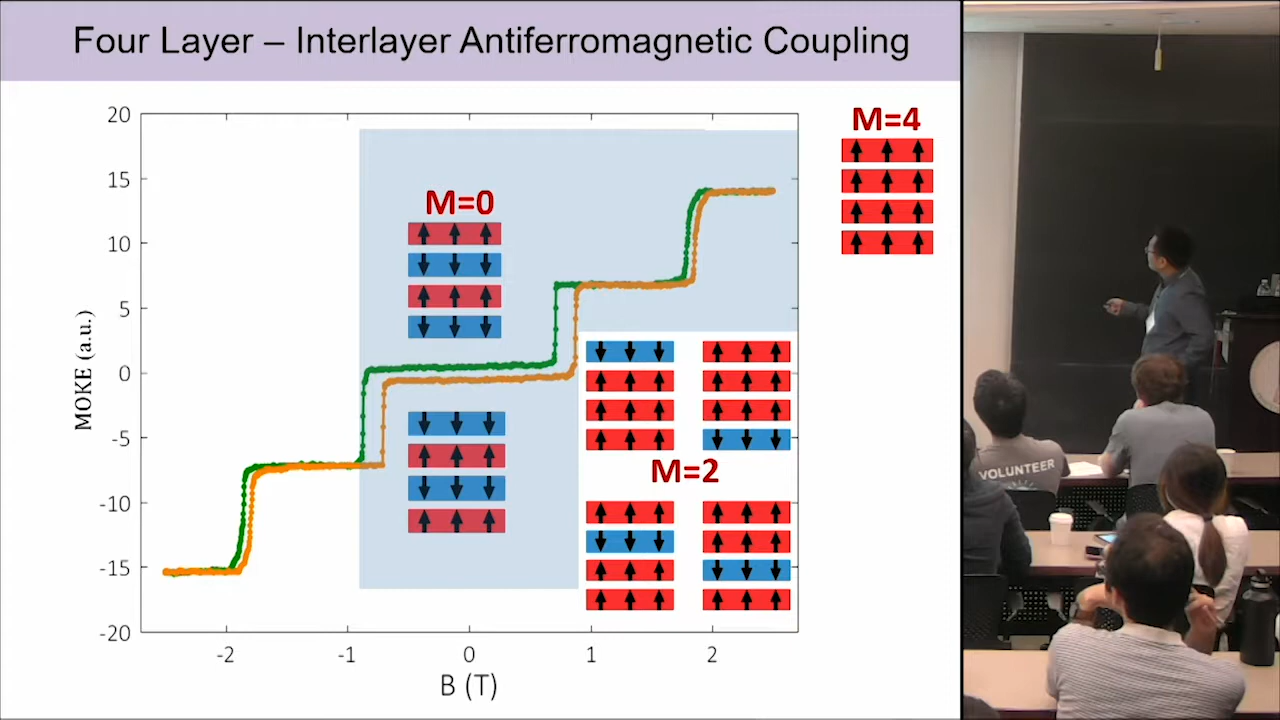 Four Layer – Interlayer Antiferromagnetic Coupling
20
15
10
5
0
-5
-10
-15
-20
MOKE (a.u.)
-2
-1
0
1
2
B (T)
M=0
M=2
M=4
VOLUNTEER